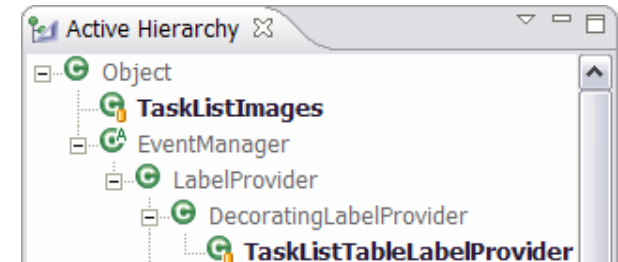 Active Hierarchy
Object
TaskListImages
EventManager
LabelProvider
DecoratingLabelProvider
TaskListTableLabelProvider